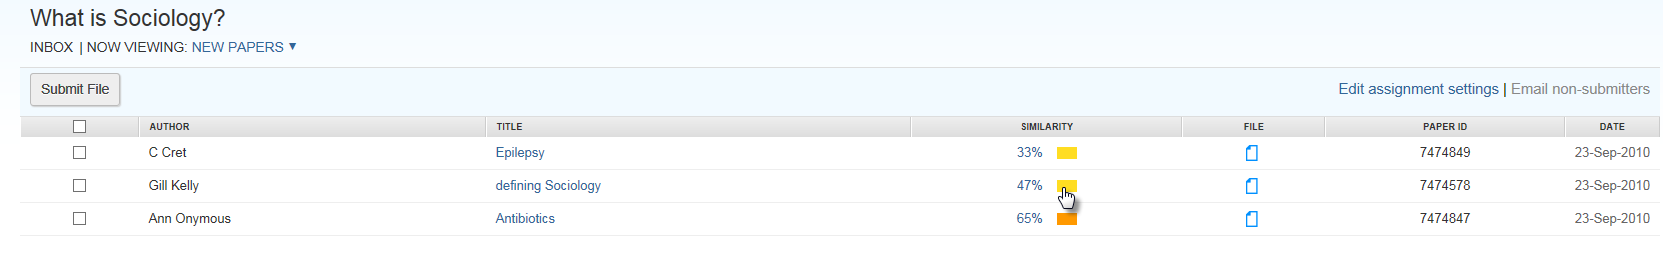 What is Sociology?
INBOX | NOW VIEWING: NEW PAPERS ▼
Submit File
Edit assignment settings | Email non-submitters
AUTHOR TITLE SIMILARITY FILE PAPER ID DATE
C Cret Epilepsy 33% 7474849 23-Sep-2010
Gill Kelly defining Sociology 47% 7474578 23-Sep-2010
Ann Onymous Antibiotics 65% 7474847 23-Sep-2010